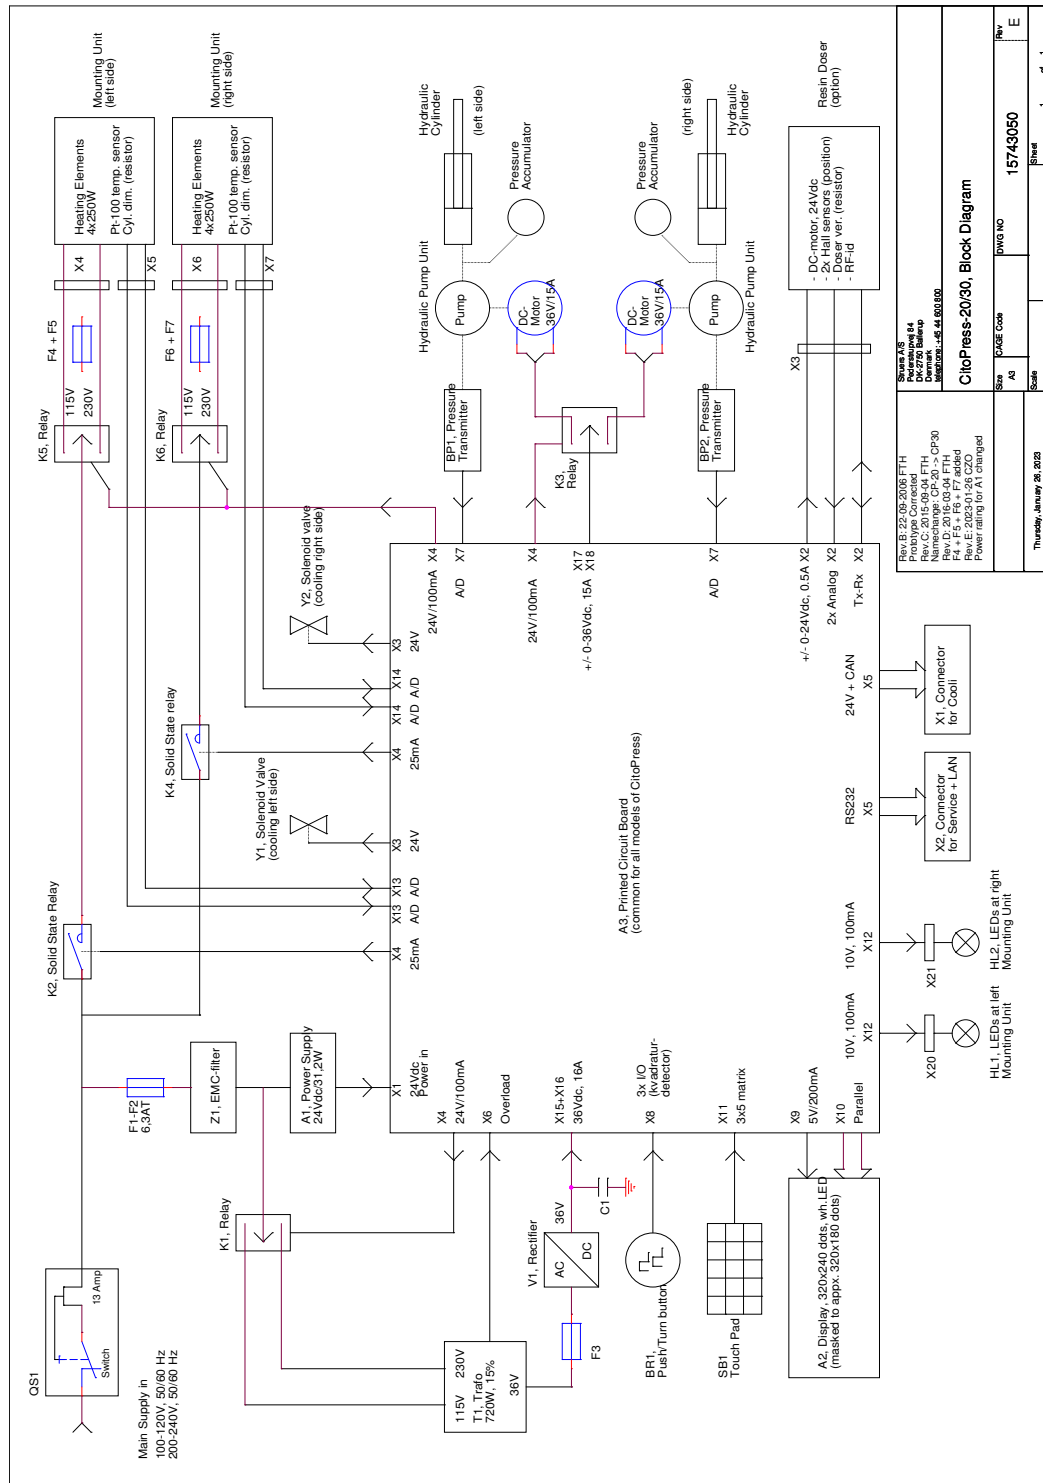 QS1
13 Amp
Switch
Main Supply in
100-120V, 50/60 Hz
200-240V, 50/60 Hz
F1-F2
6,3AT
Z1, EMC-filter
A1, Power Supply
24Vdc/31,2W
K1, Relay
115V 230V
T1, Trafo
720W, 15%
36V
F3
V1, Rectifier
AC
DC
36V
C1
BR1,
Push/Turn button
SB1
Touch Pad
A2, Display, 320x240 dots, wh.LED
(masked to appx. 320x180 dots)
K2, Solid State Relay
K4, Solid State relay
Y1, Solenoid Valve
(cooling left side)
Y2, Solenoid valve
(cooling right side)
K5, Relay
115V
230V
F4 + F5
X4
X5
Heating Elements
4x250W
Pt-100 temp. sensor
Cyl. dim. (resistor)
Mounting Unit
(left side)
K6, Relay
115V
230V
F6 + F7
X6
X7
Heating Elements
4x250W
Pt-100 temp. sensor
Cyl. dim. (resistor)
Mounting Unit
(right side)
X1
24Vdc
Power in
X4
25mA
X13
A/D
X13
A/D
X3
24V
X4
25mA
X14
A/D
X14
A/D
X3
24V
X4
24V/100mA
X6
Overload
X15+X16
36Vdc, 16A
3x I/O
(kvadratur-
detector)
X8
X11
3x5 matrix
X9
5V/200mA
X10
Parallel
A3, Printed Circuit Board
(common for all models of CitoPress)
24V/100mA X4
A/D X7
24V/100mA X4
X17
X18
+/- 0-36Vdc, 15A
A/D X7
+/- 0-24Vdc, 0.5A X2
2x Analog X2
Tx-Rx X2
BP1, Pressure
Transmitter
Pump
Hydraulic Pump Unit
DC-
Motor
36V/15A
Pressure
Accumulator
Hydraulic
Cylinder
(left side)
K3,
Relay
DC-
Motor
36V/15A
BP2, Pressure
Transmitter
Pump
Hydraulic Pump Unit
Pressure
Accumulator
(right side)
Hydraulic
Cylinder
X3
- DC-motor, 24Vdc
- 2x Hall sensors (position)
- Doser ver. (resistor)
- RF-id
Resin Doser
(option)
10V, 100mA
X12
X20
HL1, LEDs at left
Mounting Unit
10V, 100mA
X12
X21
HL2, LEDs at right
Mounting Unit
RS232
X5
X2, Connector
for Service + LAN
24V + CAN
X5
X1, Connector
for Cooli
Rev.B: 22-09-2006 FTH
Prototype Corrected
Rev.C: 2015-09-04 FTH
Namechange: CP-20 -> CP30
Rev.D: 2016-03-04 FTH
F4 + F5 + F6 + F7 added
Rev.E: 2023-01-26 CZO
Power rating for A1 changed
Thursday, January 26, 2023
Struers A/S
Pederstrupvej 84
DK-2750 Ballerup
Denmark
telephone: +45 44 600 800
CitoPress-20/30, Block Diagram
Size
A3
CAGE Code
DWG NO
15743050
Rev
E
Scale
Sheet